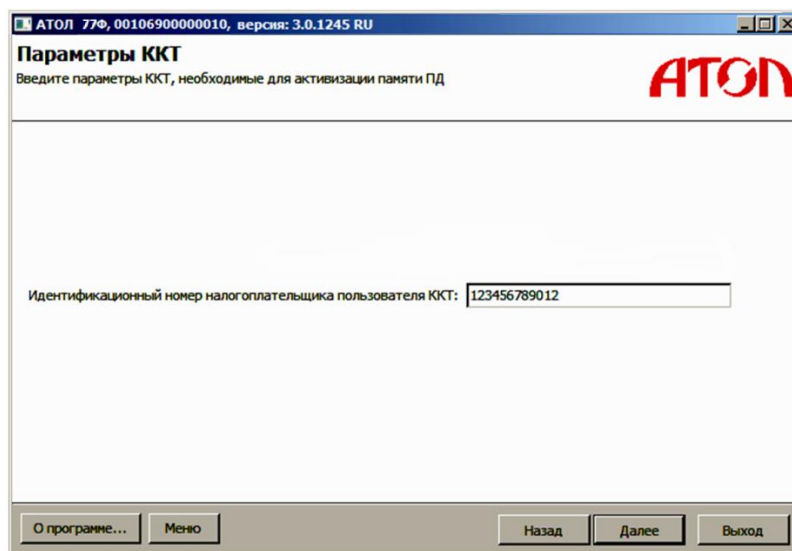 АТОЛ 77Ф, 00106900000010, версия: 3.0.1245 RU
Параметры ККТ
Введите параметры ККТ, необходимые для активизации памяти ПД
АТОЛ
Идентификационный номер налогоплательщика пользователя ККТ: 123456789012
О программе... Меню Назад Далее Выход